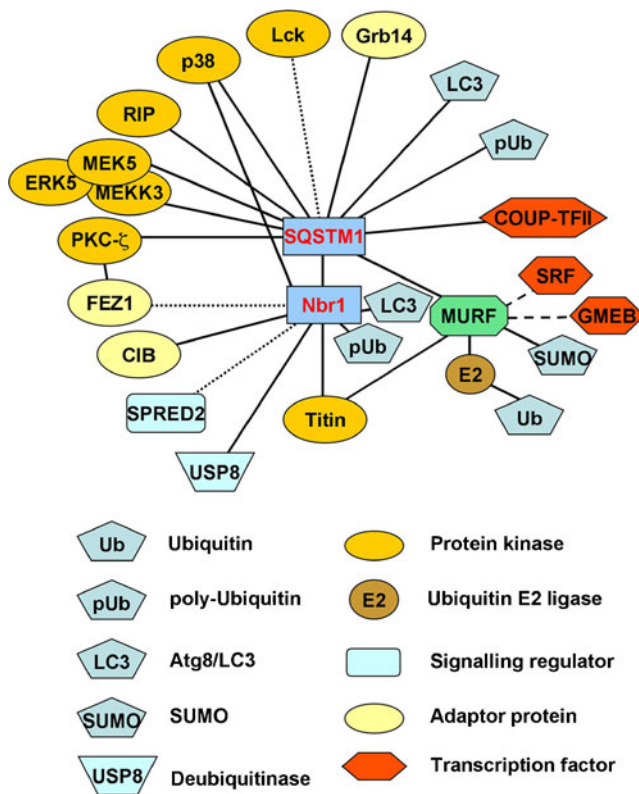 Lck
Grb14
p38
LC3
RIP
pUb
MEK5
ERK5
MEKK3
COUP-TFII
SQSTM1
PKC-ζ
SRF
FEZ1
Nbr1
LC3
MURF
GMEB
pUb
CIB
SUMO
E2
SPRED2
Titin
Ub
USP8
Ub Ubiquitin
Protein kinase
pUb poly-Ubiquitin
E2 Ubiquitin E2 ligase
LC3 Atg8/LC3
Signalling regulator
SUMO SUMO
Adaptor protein
USP8 Deubiquitinase
Transcription factor